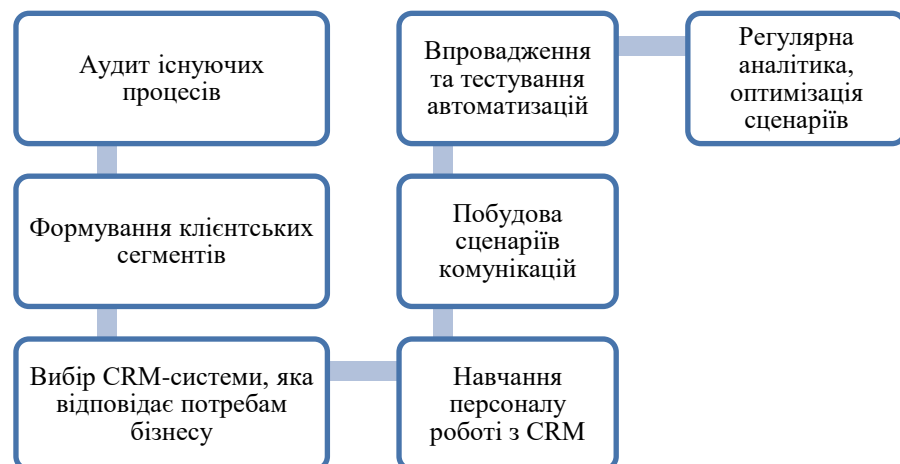 Аудит існуючих
процесів
Формування клієнтських
сегментів
Вибір CRM-системи, яка
відповідає потребам
бізнесу
Навчання
персоналу
роботі з CRM
Побудова
сценаріїв
комунікацій
Впровадження
та тестування
автоматизацій
Регулярна
аналітика,
оптимізація
сценаріїв